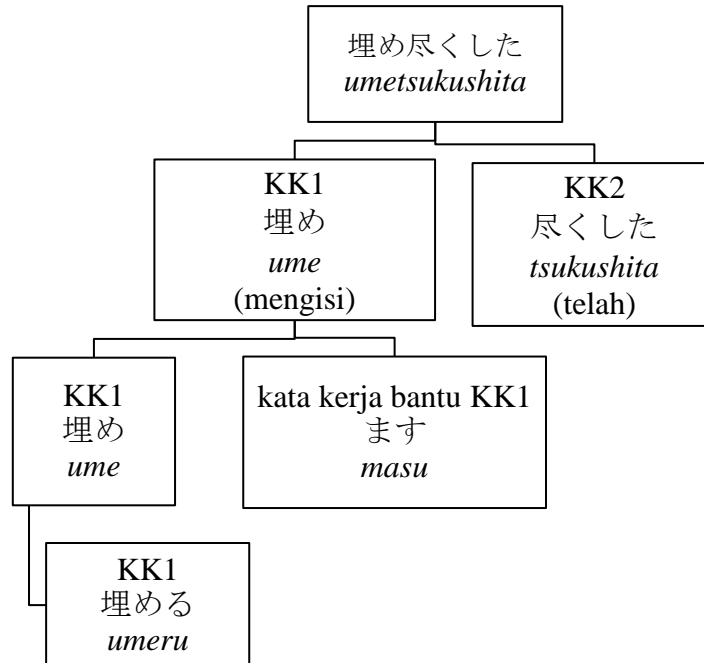 埋め尽くした
umetsukushita
KK1
埋め
ume
(mengisi)
KK2
尽くした
tsukushita
(telah)
KK1
埋め
ume
kata kerja bantu KK1
ます
masu
KK1
埋める
umeru